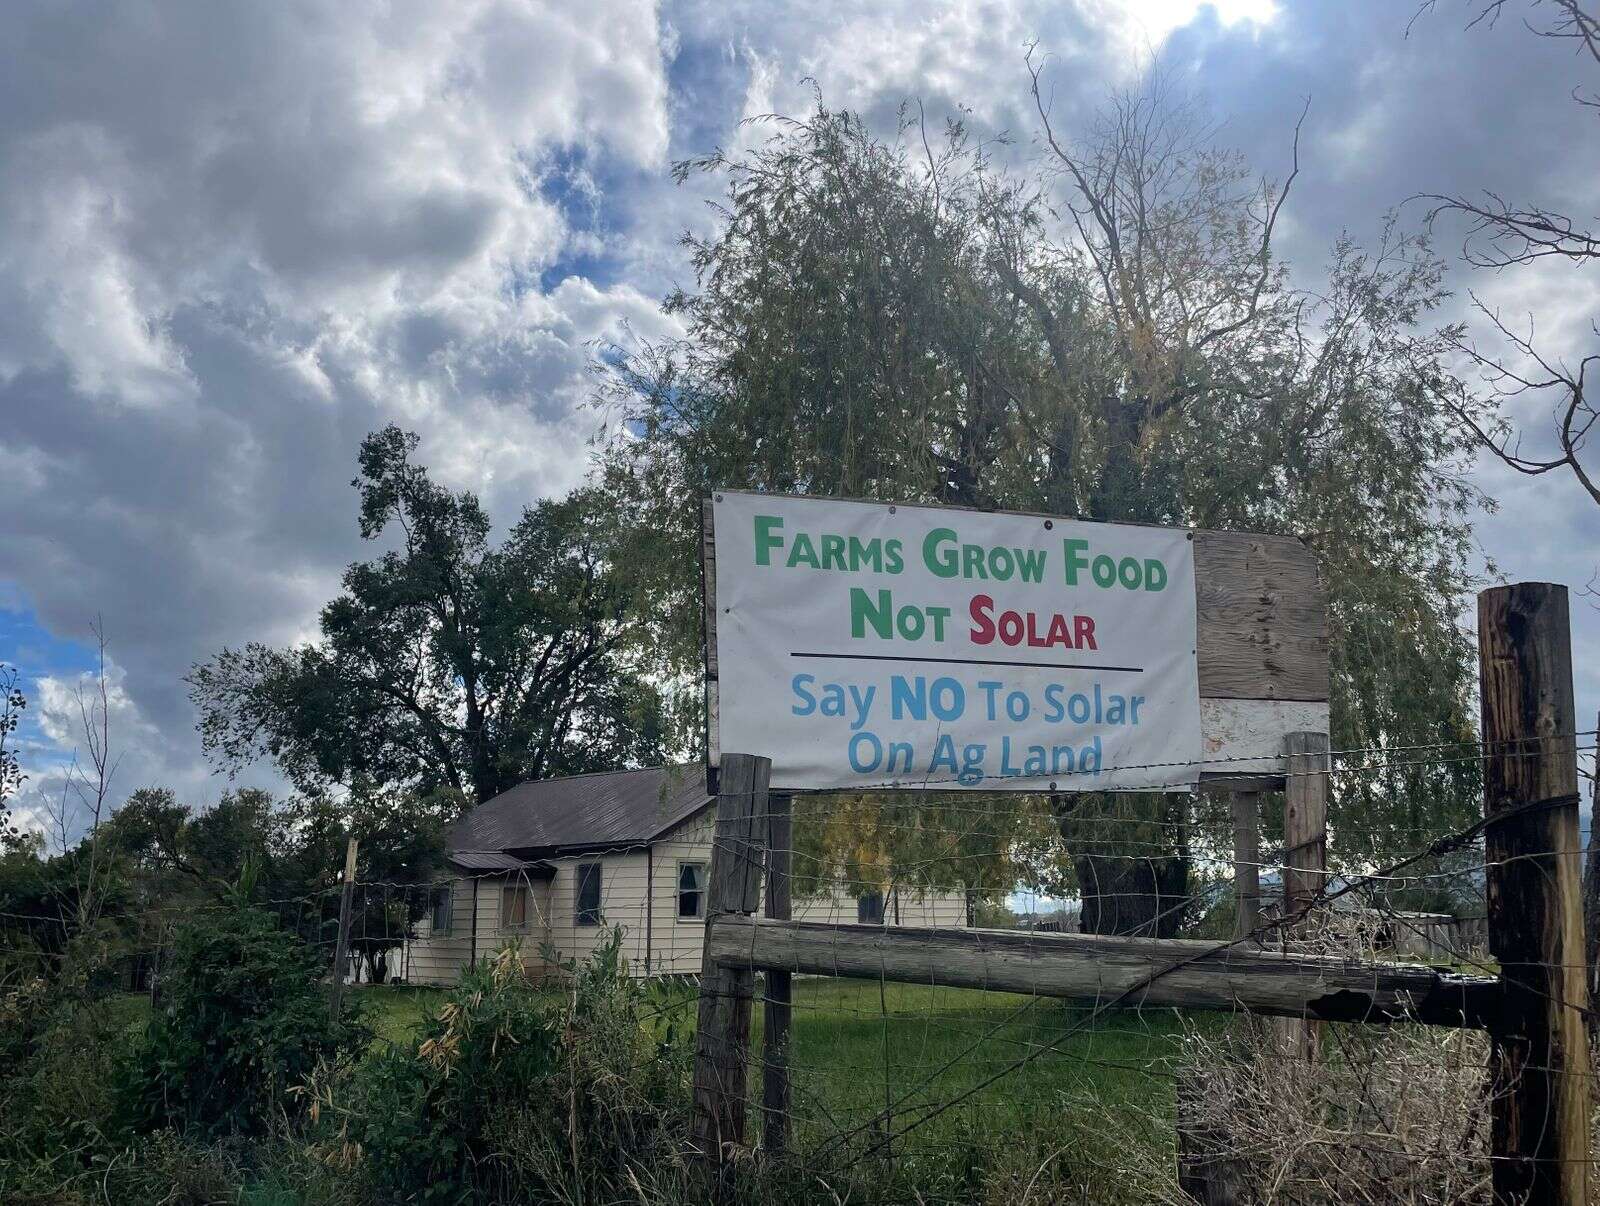 Farms Grow Food
Not Solar
Say NO To Solar
On Ag Land